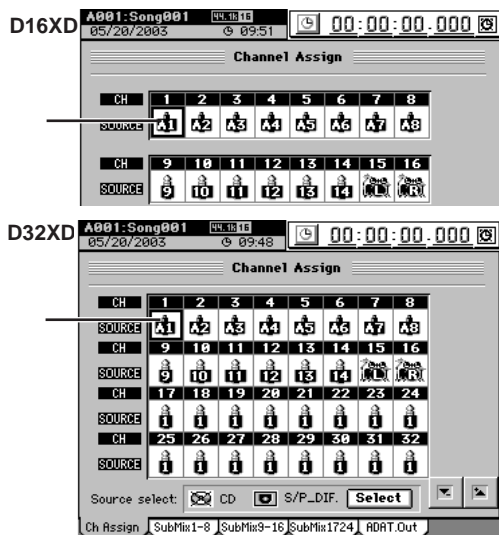 D16XD
A001:Song001 44.1k 16
05/20/2003 09:51 00:00:00.000
Channel Assign
CH 1 2 3 4 5 6 7 8
SOURCE A1 A2 A3 A4 A5 A6 A7 A8
CH 9 10 11 12 13 14 15 16
SOURCE 9 10 11 12 13 14 L R
D32XD
A001:Song001 44.1k 16
05/20/2003 09:48 00:00:00.000
Channel Assign
CH 1 2 3 4 5 6 7 8
SOURCE A1 A2 A3 A4 A5 A6 A7 A8
CH 9 10 11 12 13 14 15 16
SOURCE 9 10 11 12 13 14 L R
CH 17 18 19 20 21 22 23 24
SOURCE 1 1 1 1 1 1 1 1
CH 25 26 27 28 29 30 31 32
SOURCE 1 1 1 1 1 1 1 1
Source select: CD S/P_DIF. Select
Ch Assign SubMix1-8 SubMix9-16 SubMix1724 ADAT.Out